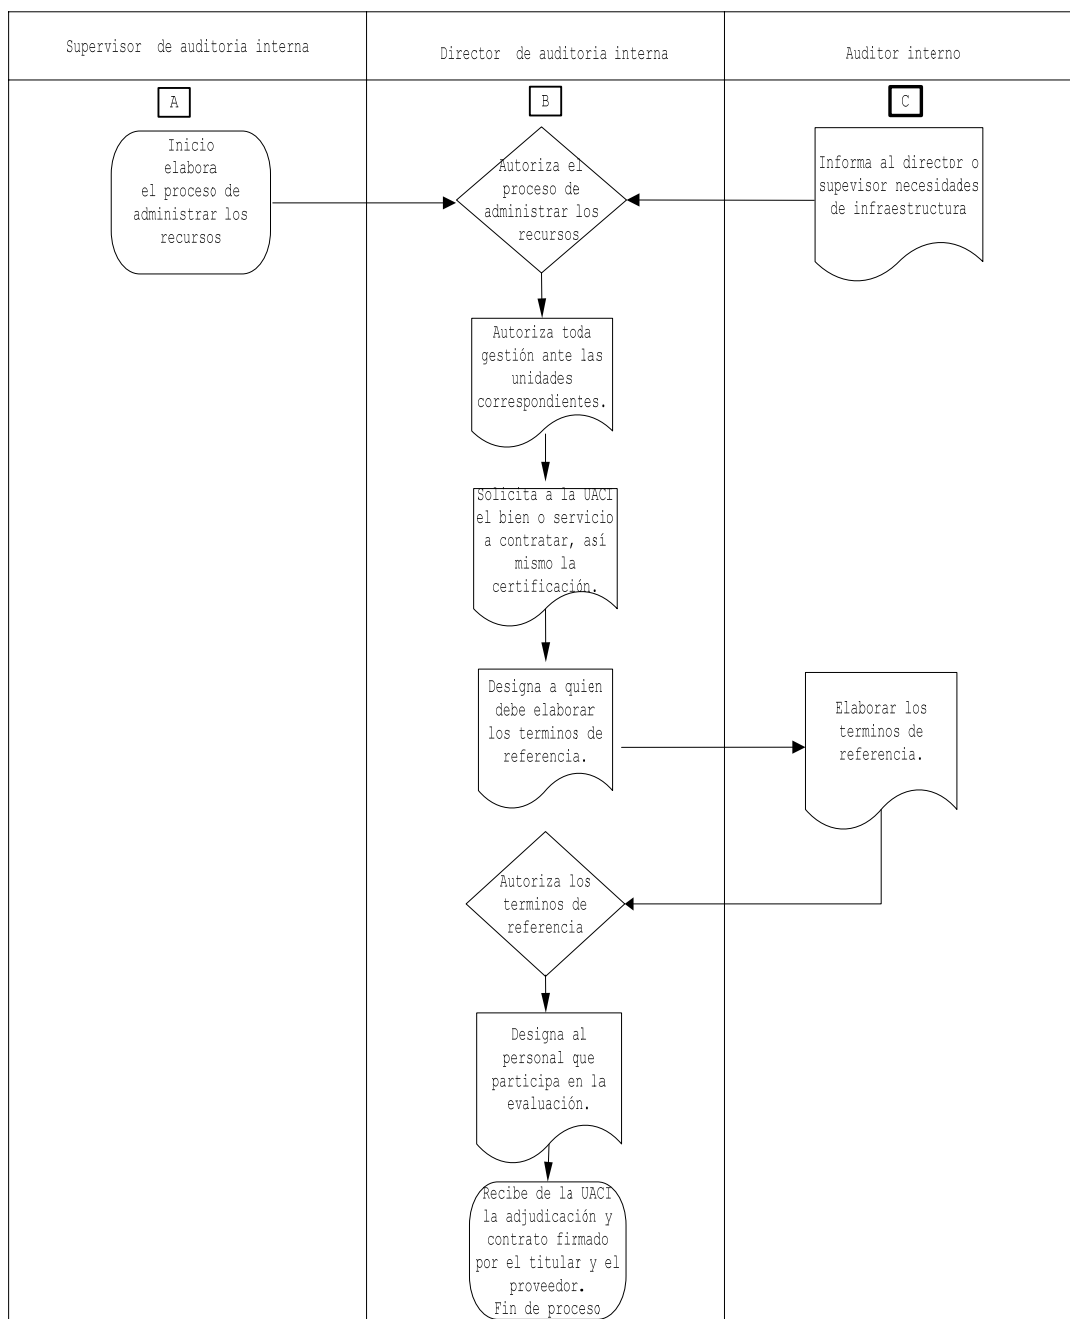 Supervisor de auditoria interna
Director de auditoria interna
Auditor interno
A
B
C
Inicio
elabora
el proceso de
administrar los
recursos
Autoriza el
proceso de
administrar los
recursos
Informa al director o
supevisor necesidades
de infraestructura
Autoriza toda
gestión ante las
unidades
correspondientes.
Solicita a la UACI
el bien o servicio
a contratar, así
mismo la
certificación.
Designa a quien
debe elaborar
los terminos de
referencia.
Elaborar los
terminos de
referencia.
Autoriza los
terminos de
referencia
Designa al
personal que
participa en la
evaluación.
Recibe de la UACI
la adjudicación y
contrato firmado
por el titular y el
proveedor.
Fin de proceso